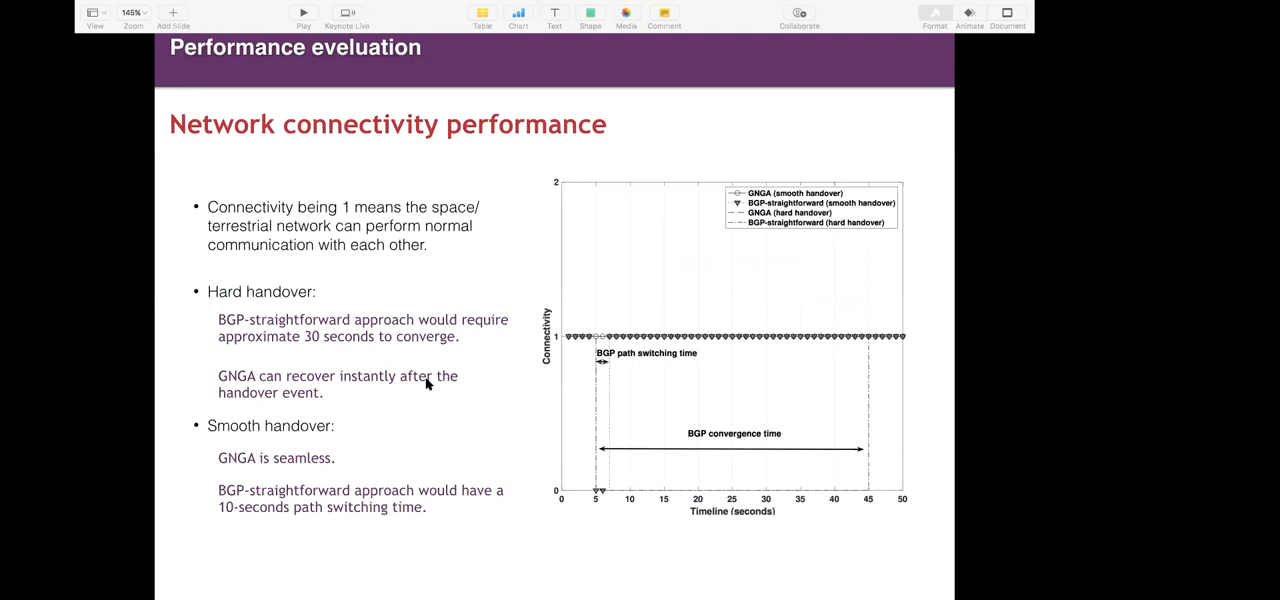 145%
View
Zoom
Add Slide
Play
Keynote Live
Table
Chart
Text
Shape
Media
Comment
Collaborate
Format
Animate
Document
Performance eveluation
Network connectivity performance
• Connectivity being 1 means the space/
terrestrial network can perform normal
communication with each other.
• Hard handover:
BGP-straightforward approach would require
approximate 30 seconds to converge.
GNGA can recover instantly after the
handover event.
• Smooth handover:
GNGA is seamless.
BGP-straightforward approach would have a
10-seconds path switching time.
2
GNGA (smooth handover)
BGP-straightforward (smooth handover)
GNGA (hard handover)
BGP-straightforward (hard handover)
Connectivity
1
BGP path switching time
BGP convergence time
0
0 5 10 15 20 25 30 35 40 45 50
Timeline (seconds)